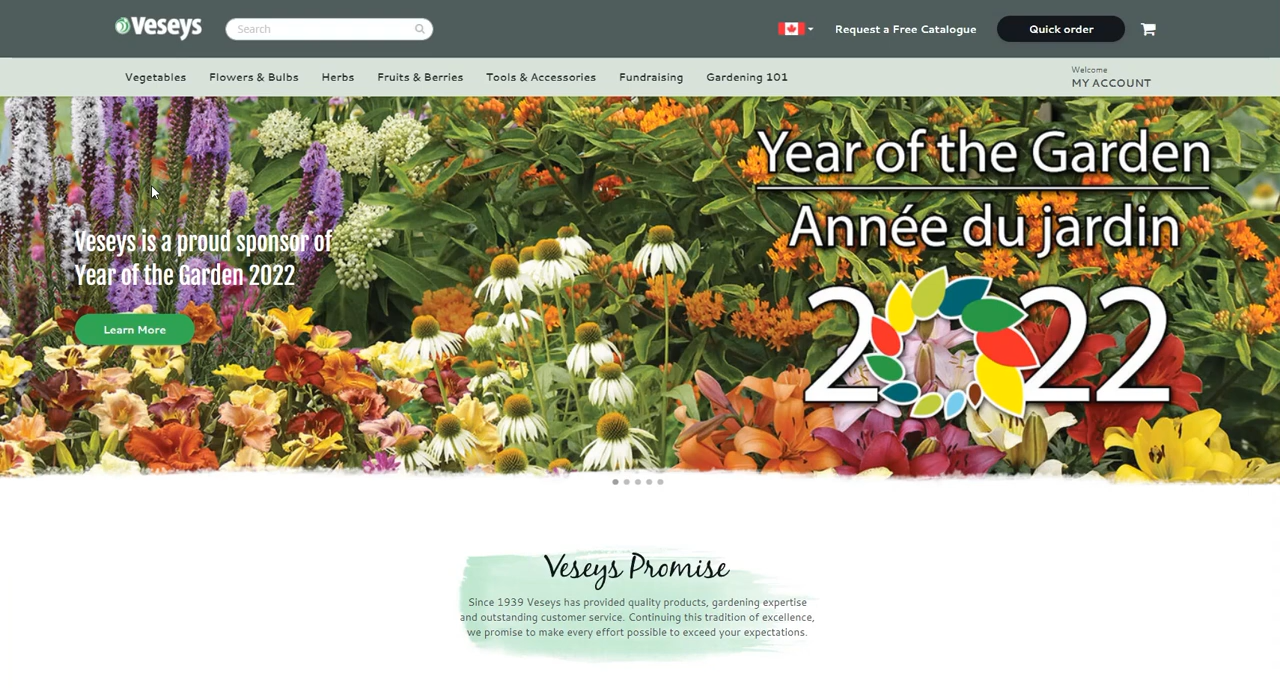 Veseys
Search
Request a Free Catalogue
Quick order
Vegetables
Flowers & Bulbs
Herbs
Fruits & Berries
Tools & Accessories
Fundraising
Gardening 101
Welcome
MY ACCOUNT
Veseys is a proud sponsor of
Year of the Garden 2022
Learn More
Year of the Garden
Année du jardin
2022
Veseys Promise
Since 1939 Veseys has provided quality products, gardening expertise
and outstanding customer service. Continuing this tradition of excellence,
we promise to make every effort possible to exceed your expectations.